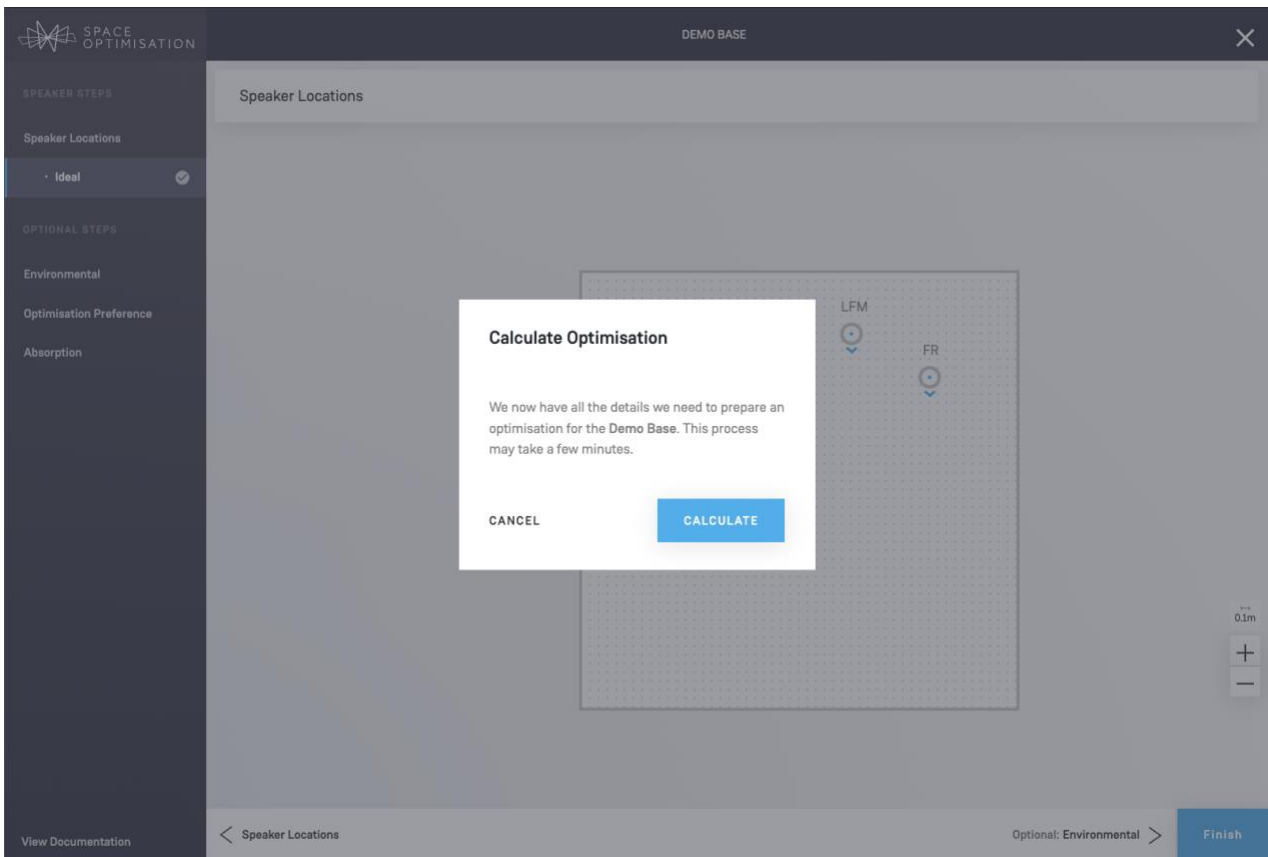 SPACE
OPTIMISATION
DEMO BASE
SPEAKER STEPS
Speaker Locations
Speaker Locations
· Ideal
OPTIONAL STEPS
Environmental
Optimisation Preference
Absorption
LFM
FR
Calculate Optimisation
We now have all the details we need to prepare an
optimisation for the Demo Base. This process
may take a few minutes.
CANCEL
CALCULATE
0.1m
View Documentation
Speaker Locations
Optional: Environmental
Finish